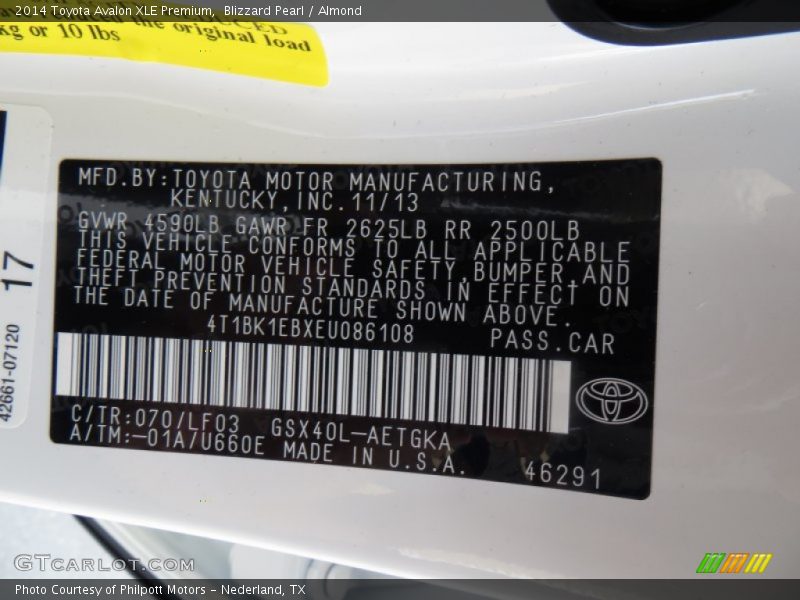 2014 Toyota Avalon XLE Premium, Blizzard Pearl / Almond
kg or 10 lbs
the original load
MFD.BY:TOYOTA MOTOR MANUFACTURING,
KENTUCKY,INC.11/13
GVWR 4590LB GAWR FR 2625LB RR 2500LB
THIS VEHICLE CONFORMS TO ALL APPLICABLE
FEDERAL MOTOR VEHICLE SAFETY,BUMPER AND
THEFT PREVENTION STANDARDS IN EFFECT ON
THE DATE OF MANUFACTURE SHOWN ABOVE.
4T1BK1EBXEU086108 PASS.CAR
C/TR:070/LF03 GSX40L-AETGKA
A/TM:-01A/U660E MADE IN U.S.A.
46291
17
42661-07120
GTcarlot.com
Photo Courtesy of Philpott Motors - Nederland, TX